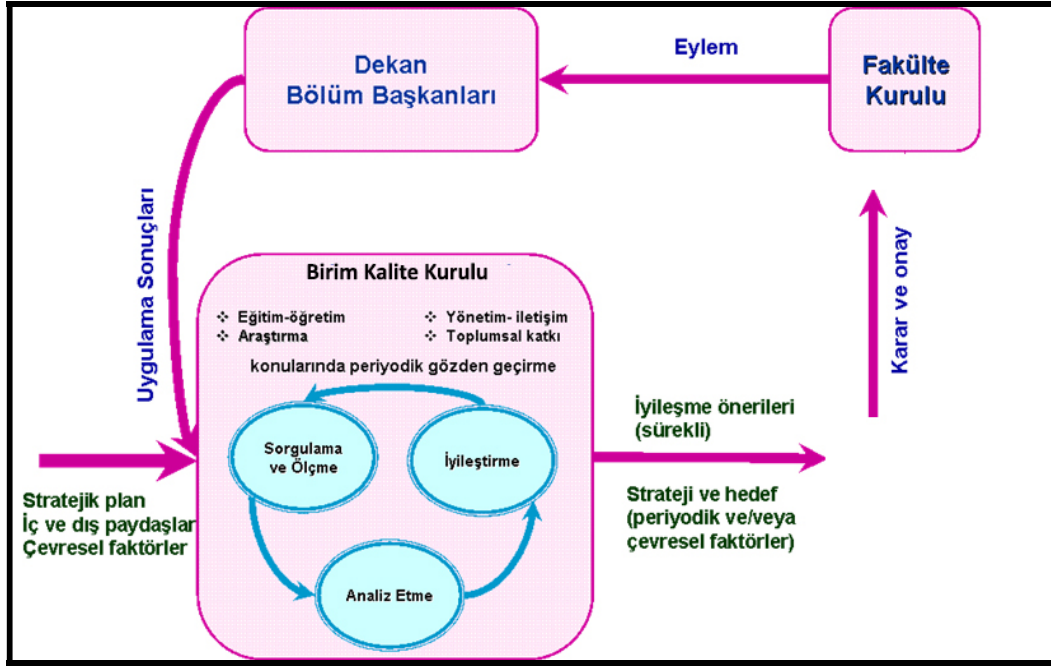 Eylem
Dekan
Bölüm Başkanları
Fakülte
Kurulu
Uygulama Sonuçları
Karar ve onay
Birim Kalite Kurulu
❖ Eğitim-öğretim
❖ Araştırma
❖ Yönetim- iletişim
❖ Toplumsal katkı
konularında periyodik gözden geçirme
Sorgulama
ve Ölçme
İyileştirme
Analiz Etme
Stratejik plan
İç ve dış paydaşlar
Çevresel faktörler
İyileşme önerileri
(sürekli)
Strateji ve hedef
(periyodik ve/veya
çevresel faktörler)